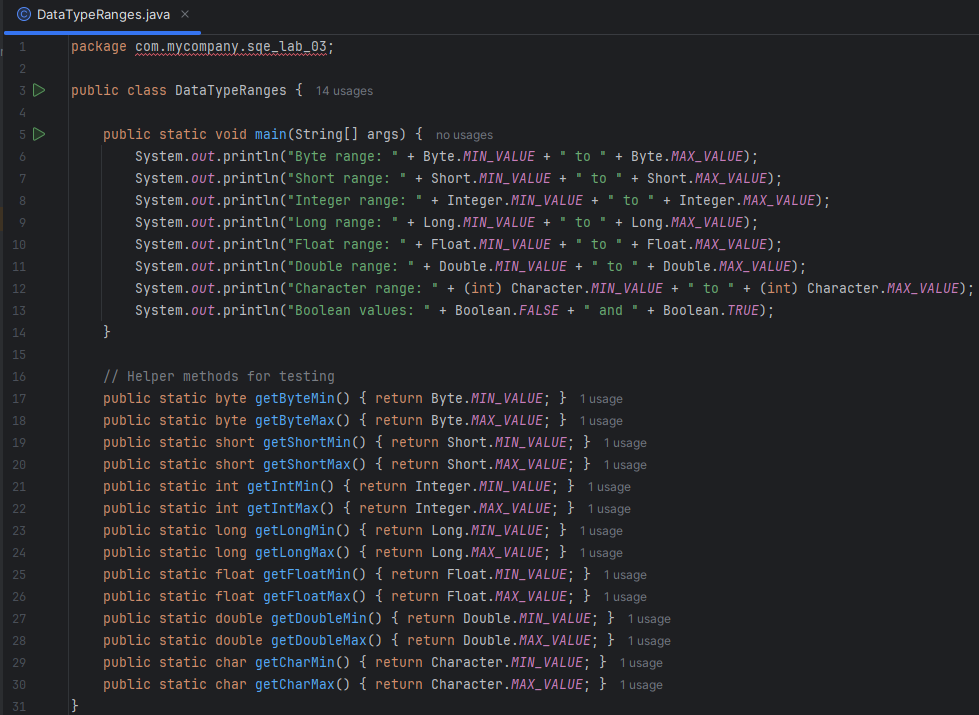 DataTypeRanges.java ×
1 package com.mycompany.sqe_lab_03;
2
3 public class DataTypeRanges { 14 usages
4
5 public static void main(String[] args) { no usages
6 System.out.println("Byte range: " + Byte.MIN_VALUE + " to " + Byte.MAX_VALUE);
7 System.out.println("Short range: " + Short.MIN_VALUE + " to " + Short.MAX_VALUE);
8 System.out.println("Integer range: " + Integer.MIN_VALUE + " to " + Integer.MAX_VALUE);
9 System.out.println("Long range: " + Long.MIN_VALUE + " to " + Long.MAX_VALUE);
10 System.out.println("Float range: " + Float.MIN_VALUE + " to " + Float.MAX_VALUE);
11 System.out.println("Double range: " + Double.MIN_VALUE + " to " + Double.MAX_VALUE);
12 System.out.println("Character range: " + (int) Character.MIN_VALUE + " to " + (int) Character.MAX_VALUE);
13 System.out.println("Boolean values: " + Boolean.FALSE + " and " + Boolean.TRUE);
14 }
15
16 // Helper methods for testing
17 public static byte getByteMin() { return Byte.MIN_VALUE; } 1 usage
18 public static byte getByteMax() { return Byte.MAX_VALUE; } 1 usage
19 public static short getShortMin() { return Short.MIN_VALUE; } 1 usage
20 public static short getShortMax() { return Short.MAX_VALUE; } 1 usage
21 public static int getIntMin() { return Integer.MIN_VALUE; } 1 usage
22 public static int getIntMax() { return Integer.MAX_VALUE; } 1 usage
23 public static long getLongMin() { return Long.MIN_VALUE; } 1 usage
24 public static long getLongMax() { return Long.MAX_VALUE; } 1 usage
25 public static float getFloatMin() { return Float.MIN_VALUE; } 1 usage
26 public static float getFloatMax() { return Float.MAX_VALUE; } 1 usage
27 public static double getDoubleMin() { return Double.MIN_VALUE; } 1 usage
28 public static double getDoubleMax() { return Double.MAX_VALUE; } 1 usage
29 public static char getCharMin() { return Character.MIN_VALUE; } 1 usage
30 public static char getCharMax() { return Character.MAX_VALUE; } 1 usage
31 }